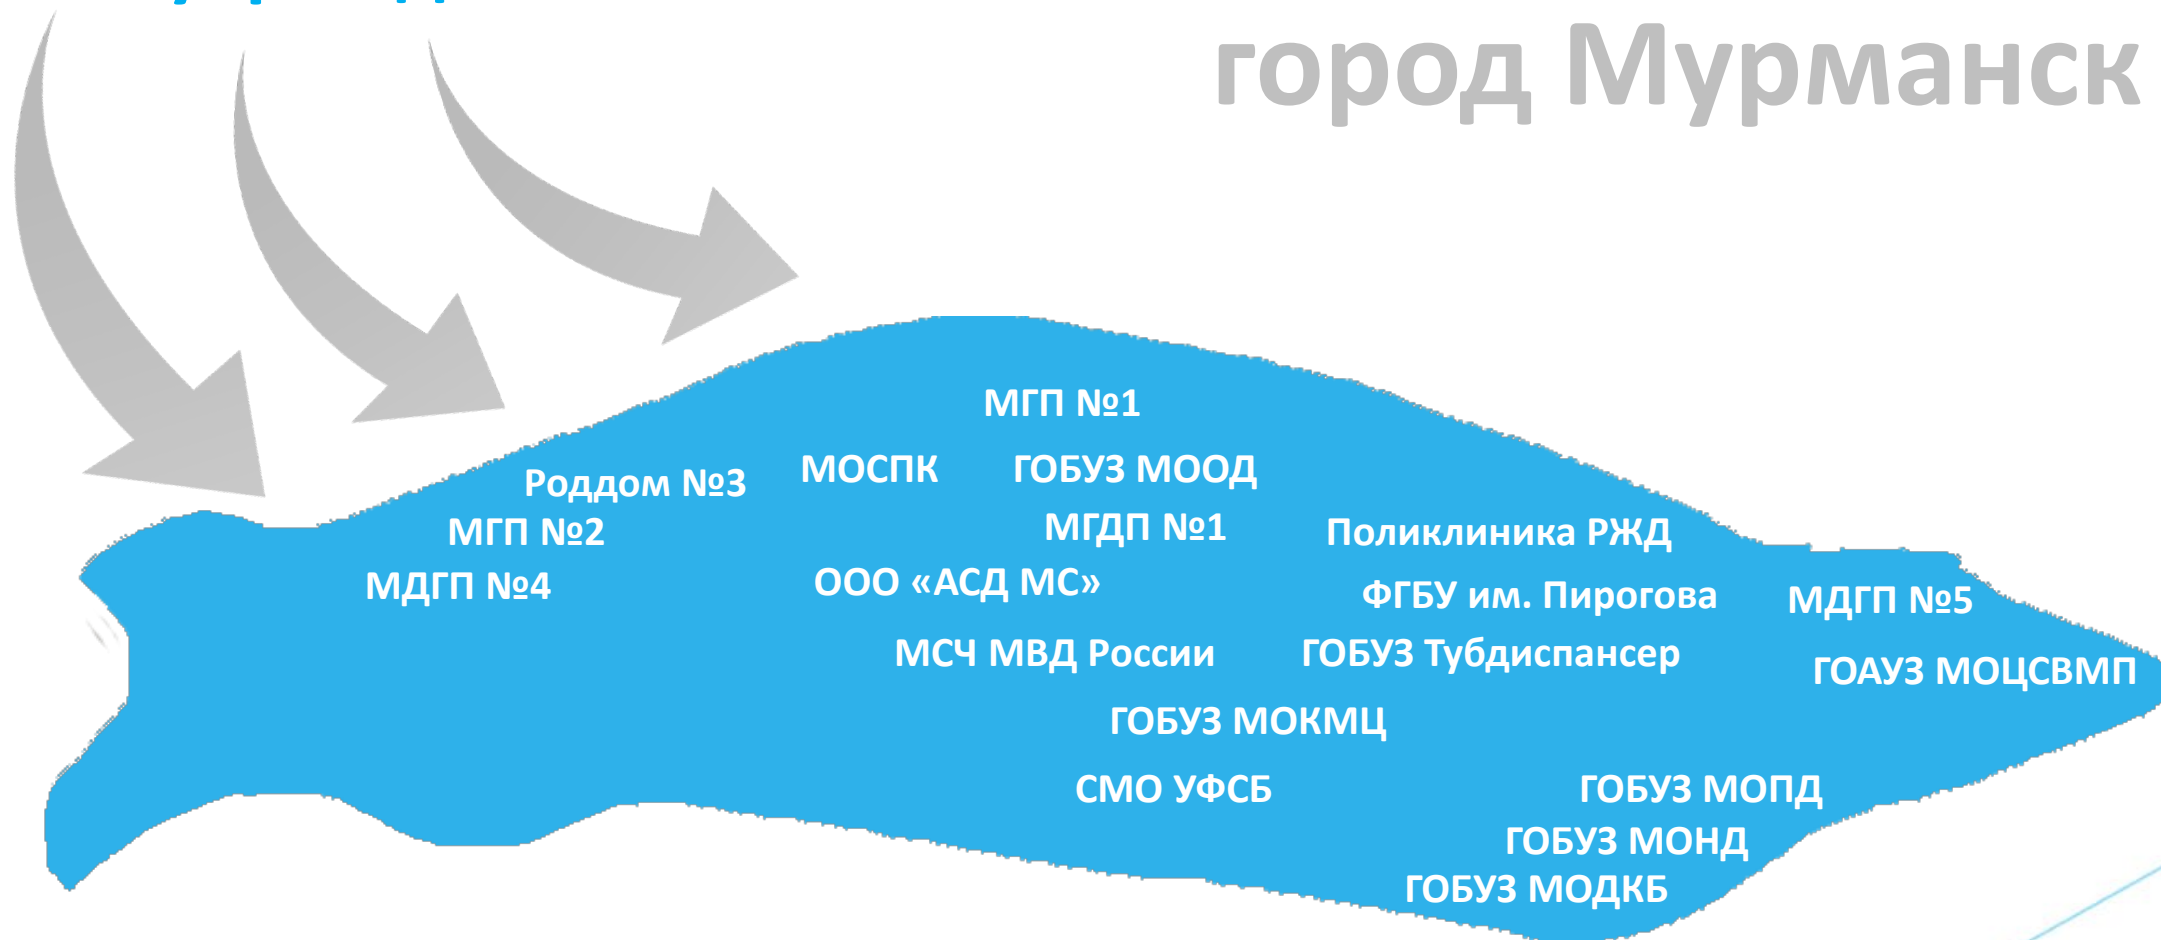 город Мурманск
МГП №1
МОСПК
ГОБУЗ МООД
Роддом №3
МГП №2
МГДП №1
Поликлиника РЖД
МДГП №4
ООО «АСД МС»
ФГБУ им. Пирогова
МДГП №5
МСЧ МВД России
ГОБУЗ Тубдиспансер
ГОАУЗ МОЦСВМП
ГОБУЗ МОКМЦ
СМО УФСБ
ГОБУЗ МОПД
ГОБУЗ МОНД
ГОБУЗ МОДКБ